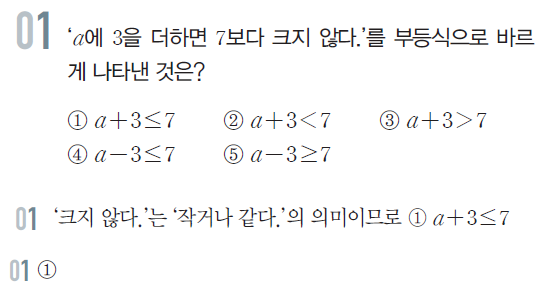 01 ‘a에 3을 더하면 7보다 크지 않다.’를 부등식으로 바르
게 나타낸 것은?
① a+3≤7 ② a+3<7 ③ a+3>7
④ a-3≤7 ⑤ a-3≥7
01 ‘크지 않다.’는 ‘작거나 같다.’의 의미이므로 ① a+3≤7
01 ①